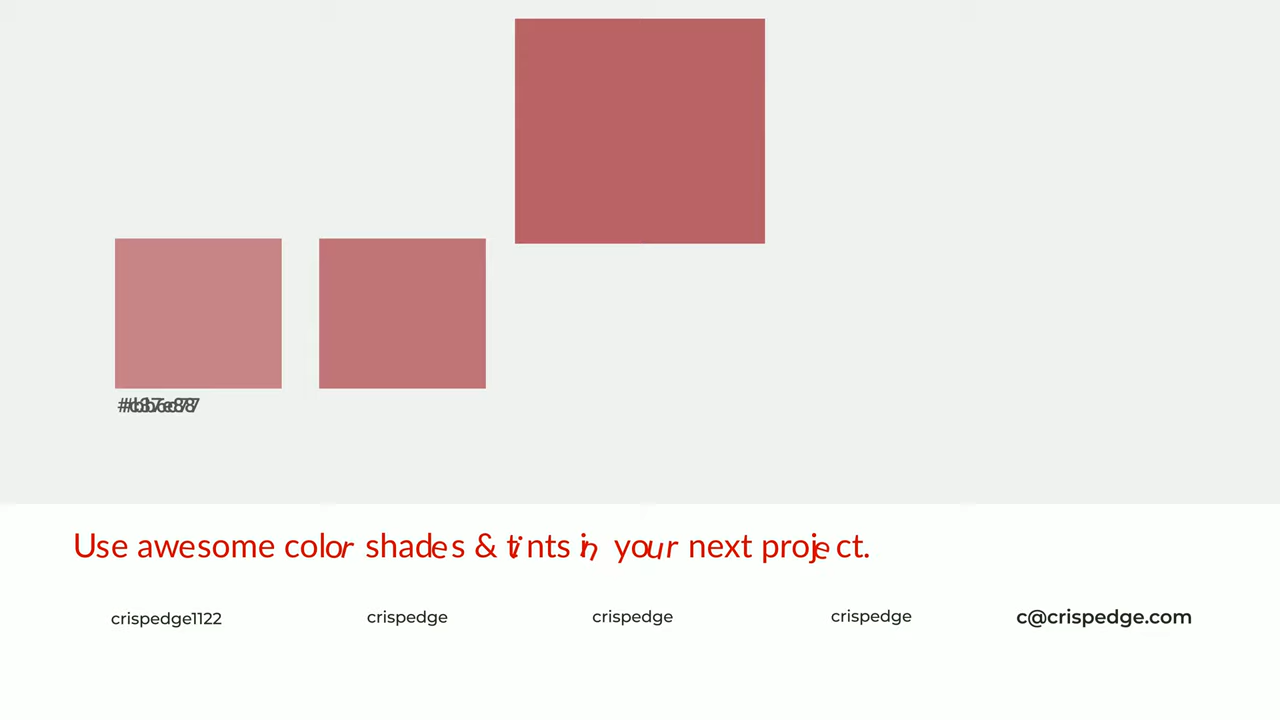 Use awesome color shades & tints in your next project.
crispedge1122 crispedge crispedge crispedge c@crispedge.com